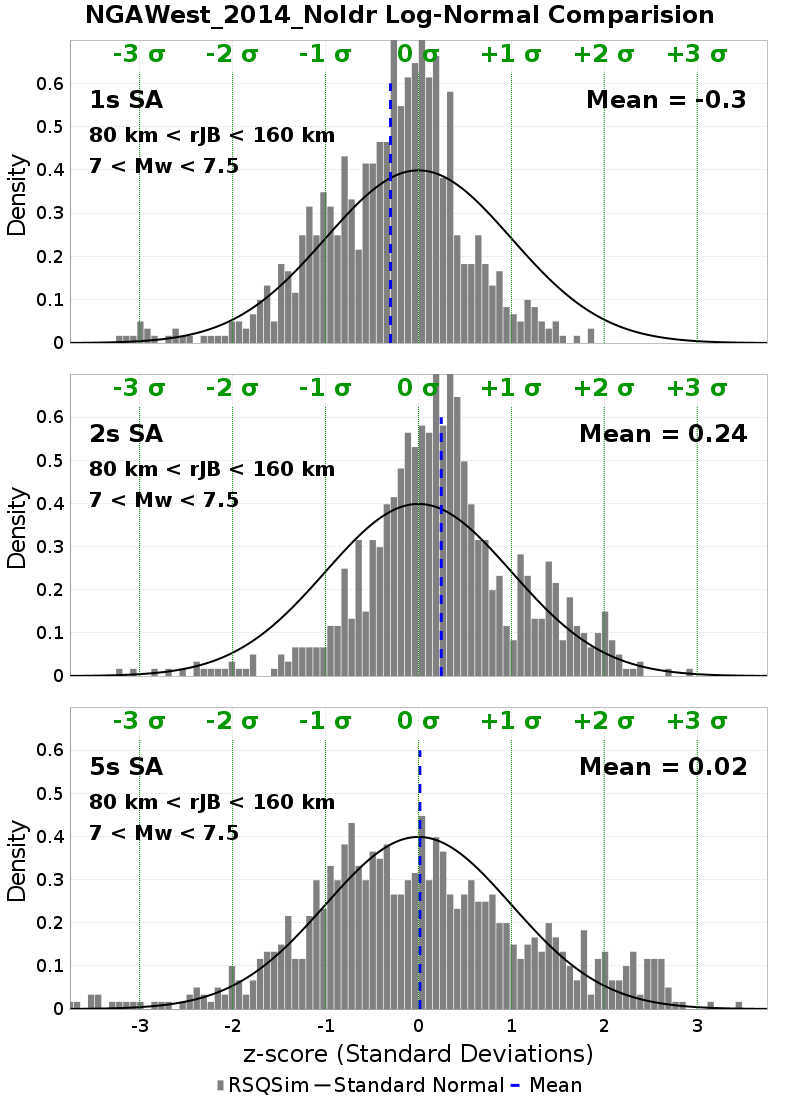 NGAWest_2014_NoIdr Log-Normal Comparision
-3 σ -2 σ -1 σ 0 σ +1 σ +2 σ +3 σ
1s SA Mean = -0.3
80 km < rJB < 160 km
7 < Mw < 7.5
0.6
0.5
0.4
0.3
0.2
0.1
0
Density
-3 σ -2 σ -1 σ 0 σ +1 σ +2 σ +3 σ
2s SA Mean = 0.24
80 km < rJB < 160 km
7 < Mw < 7.5
0.6
0.5
0.4
0.3
0.2
0.1
0
Density
-3 σ -2 σ -1 σ 0 σ +1 σ +2 σ +3 σ
5s SA Mean = 0.02
80 km < rJB < 160 km
7 < Mw < 7.5
0.6
0.5
0.4
0.3
0.2
0.1
0
Density
-3 -2 -1 0 1 2 3
z-score (Standard Deviations)
RSQSim Standard Normal Mean